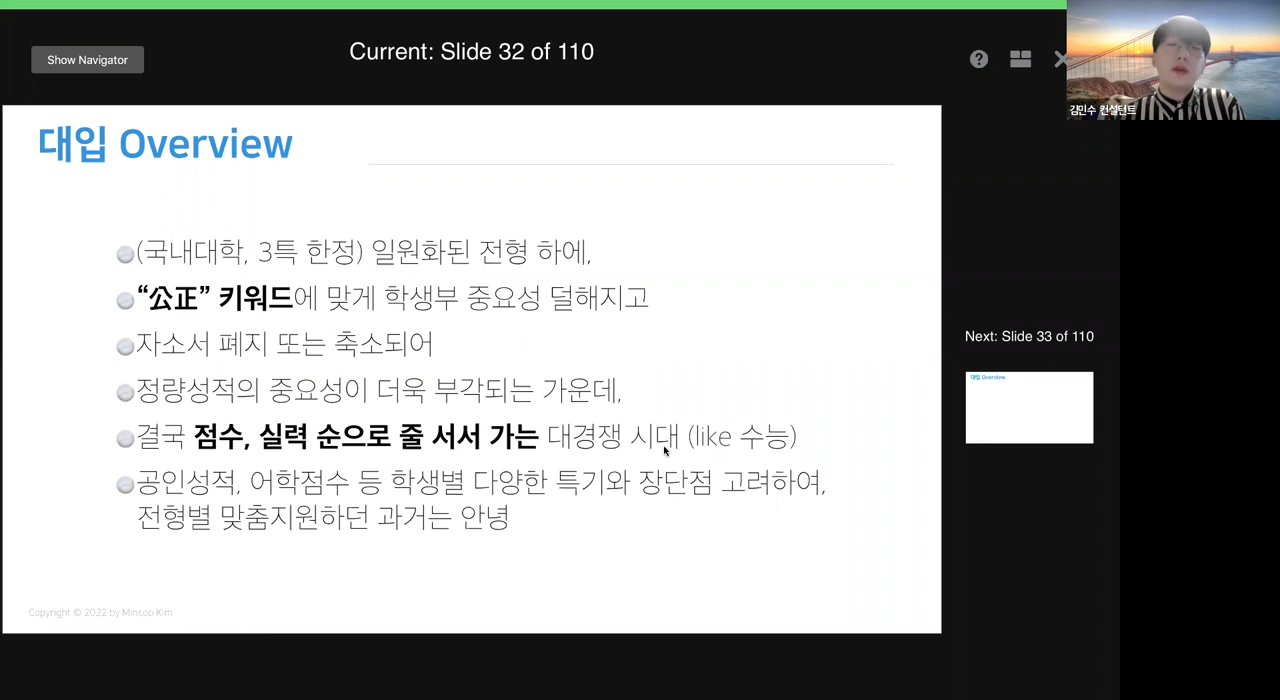 Show Navigator
Current: Slide 32 of 110
?
김민수 컨설턴트
대입 Overview
(국내대학, 3특 한정) 일원화된 전형 하에,
“公正” 키워드에 맞게 학생부 중요성 덜해지고
자소서 폐지 또는 축소되어
정량성적의 중요성이 더욱 부각되는 가운데,
결국 점수, 실력 순으로 줄 서서 가는 대경쟁 시대 (like 수능)
공인성적, 어학점수 등 학생별 다양한 특기와 장단점 고려하여,
전형별 맞춤지원하던 과거는 안녕
Copyright © 2022 by Minsoo Kim
Next: Slide 33 of 110
대입 Overview